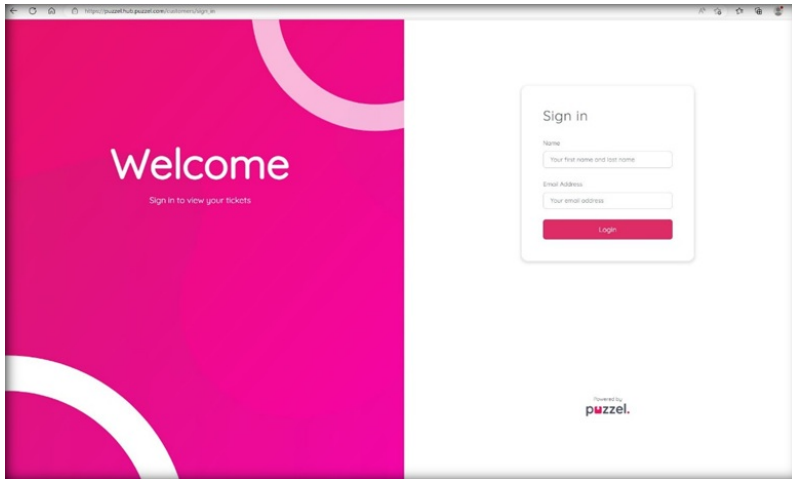 https://puzzel.hub.puzzel.com/customers/sign_in
Welcome
Sign in to view your tickets
Sign in
Name
Your first name and last name
Email Address
Your email address
Login
Powered by
puzzel.